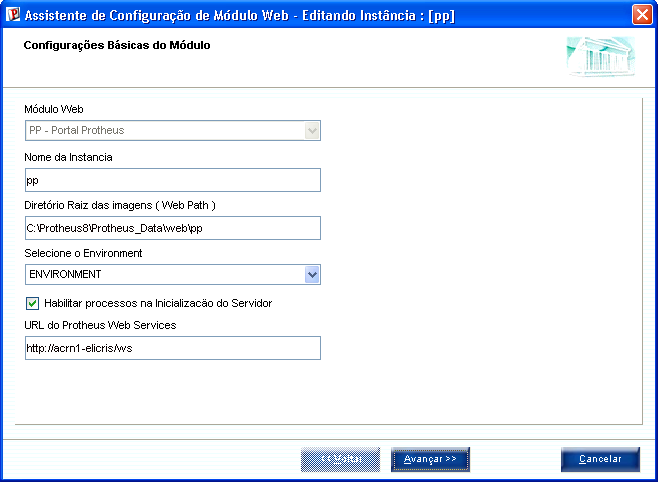 Assistente de Configuração de Módulo Web - Editando Instância : [pp]
Configurações Básicas do Módulo
Módulo Web
PP - Portal Protheus
Nome da Instancia
pp
Diretório Raiz das imagens ( Web Path )
C:\Protheus8\Protheus_Data\web\pp
Selecione o Environment
ENVIRONMENT
Habilitar processos na Inicializacão do Servidor
URL do Protheus Web Services
http://acrn1-elicris/ws
<< Voltar
Avançar >>
Cancelar